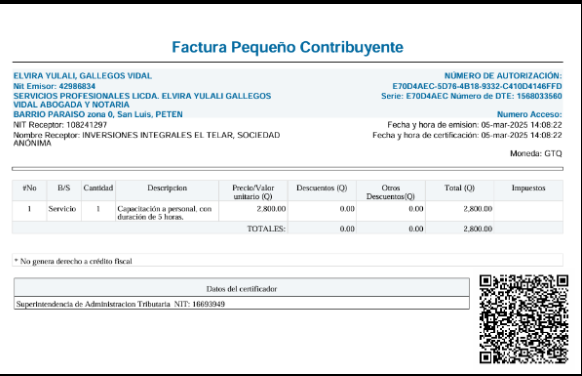 Factura Pequeño Contribuyente
ELVIRA YULALI, GALLEGOS VIDAL
Nit Emisor: 42986834
SERVICIOS PROFESIONALES LICDA. ELVIRA YULALI GALLEGOS
VIDAL ABOGADA Y NOTARIA
BARRIO PARAISO zona 0, San Luis, PETEN
NIT Receptor: 108241297
Nombre Receptor: INVERSIONES INTEGRALES EL TELAR, SOCIEDAD
ANÓNIMA
NÚMERO DE AUTORIZACIÓN:
E70D4AEC-5D76-4B18-9332-C410D4146FFD
Serie: E70D4AEC Número de DTE: 1568033560
Numero Acceso:
Fecha y hora de emision: 05-mar-2025 14:08:22
Fecha y hora de certificación: 05-mar-2025 14:08:22
Moneda: GTQ
#No B/S Cantidad Descripcion Precio/Valor unitario (Q) Descuentos (Q) Otros Descuentos(Q) Total (Q) Impuestos
1 Servicio 1 Capacitación a personal, con duración de 5 horas. 2,800.00 0.00 0.00 2,800.00
TOTALES: 0.00 0.00 2,800.00
* No genera derecho a crédito fiscal
Datos del certificador
Superintendencia de Administracion Tributaria NIT: 16693949